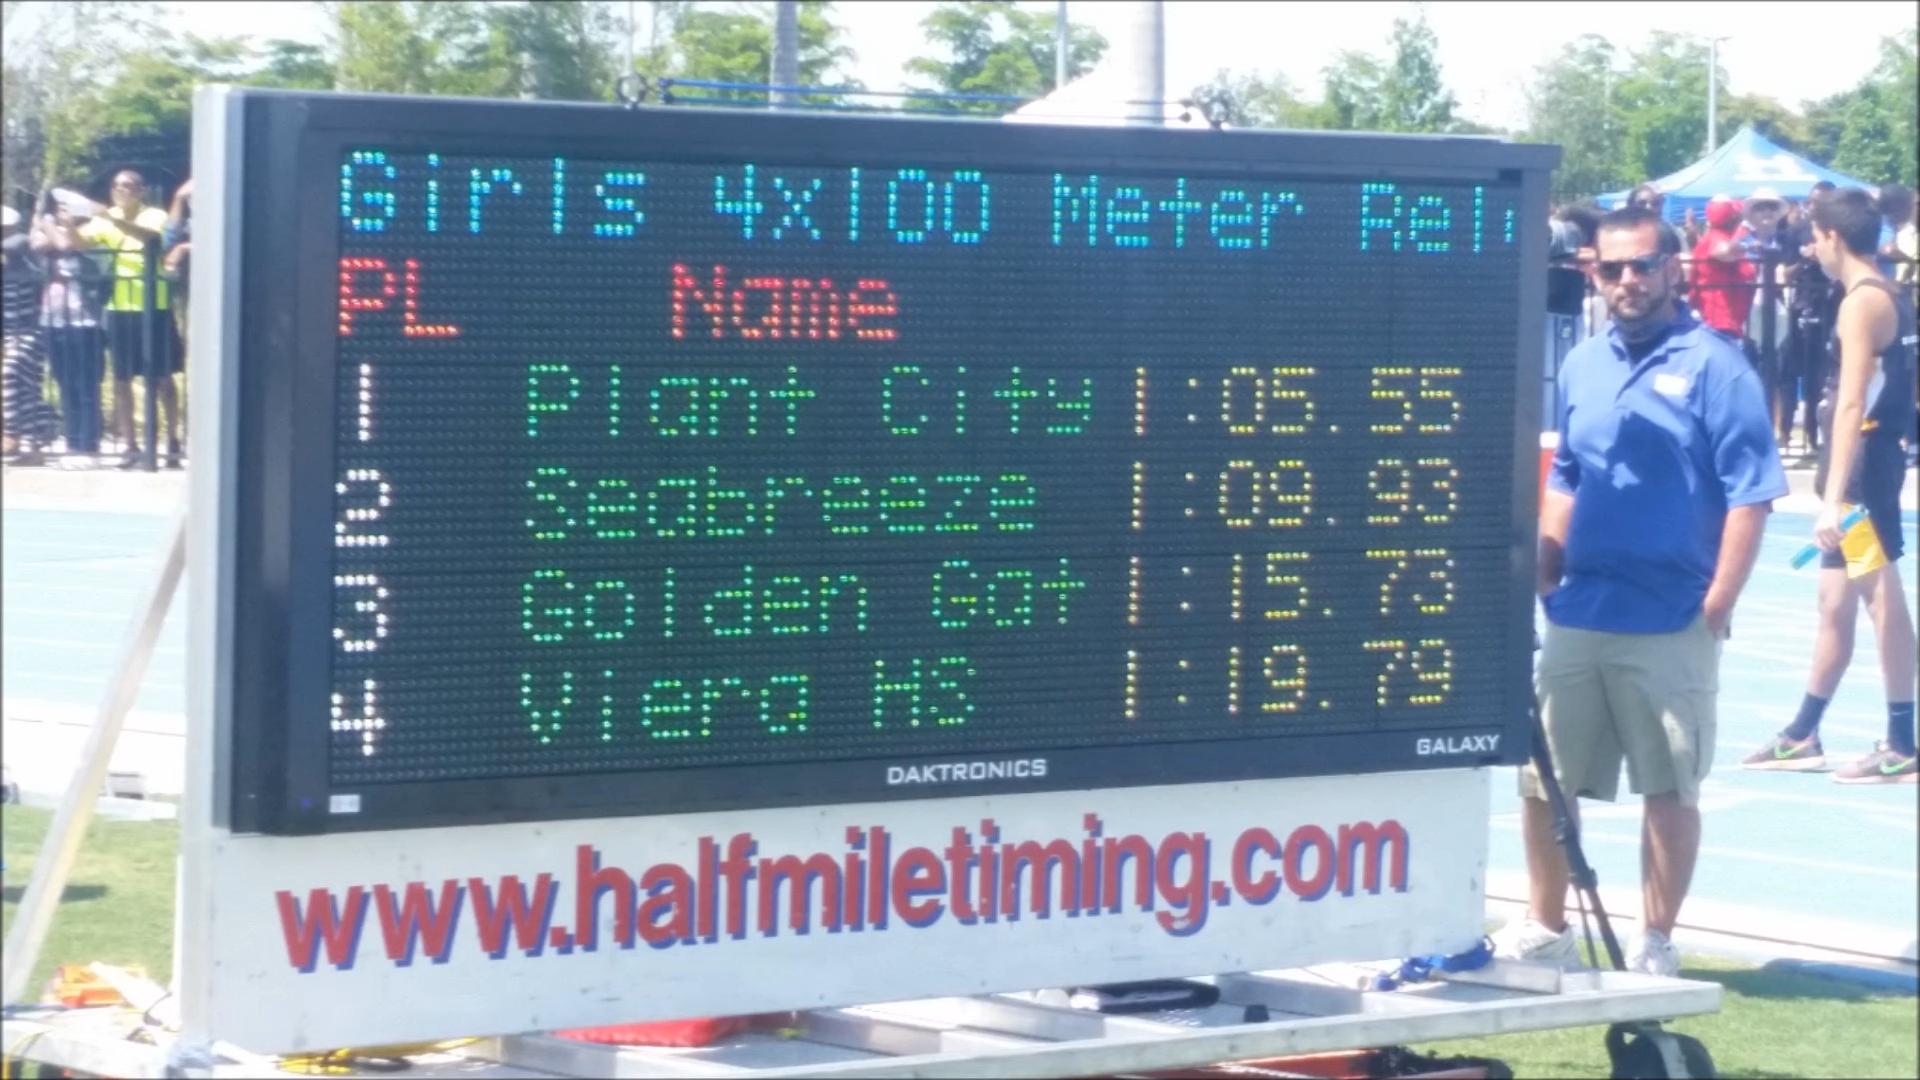 Girls 4x100 Meter Rel
PL Name
1 Plant City 1:05.55
2 Seabreeze 1:09.93
3 Golden Gat 1:15.73
4 Viera HS 1:19.79
DAKTRONICS GALAXY
www.halfmiletiming.com